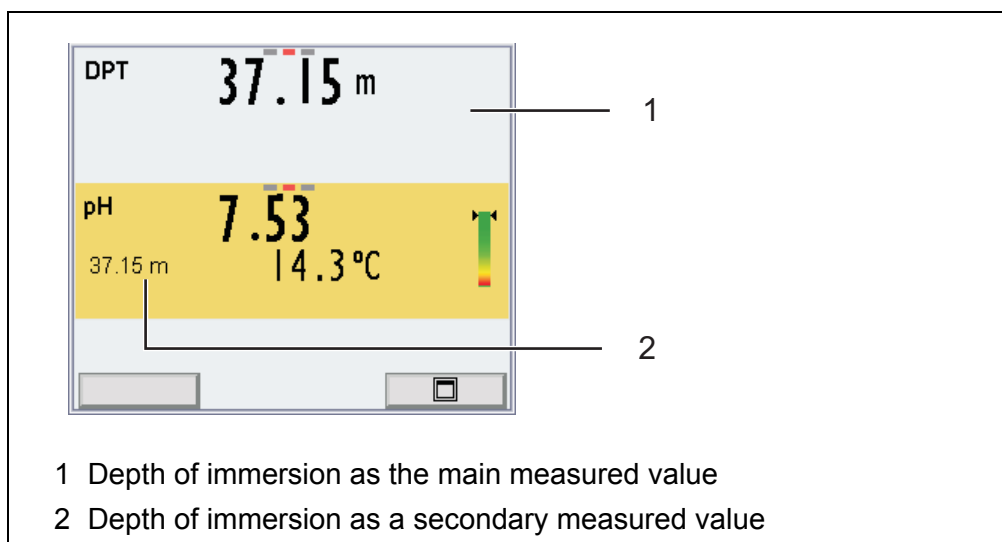 DPT 37.15 m
1
pH 7.53
37.15 m 14.3 °C
2
1 Depth of immersion as the main measured value
2 Depth of immersion as a secondary measured value